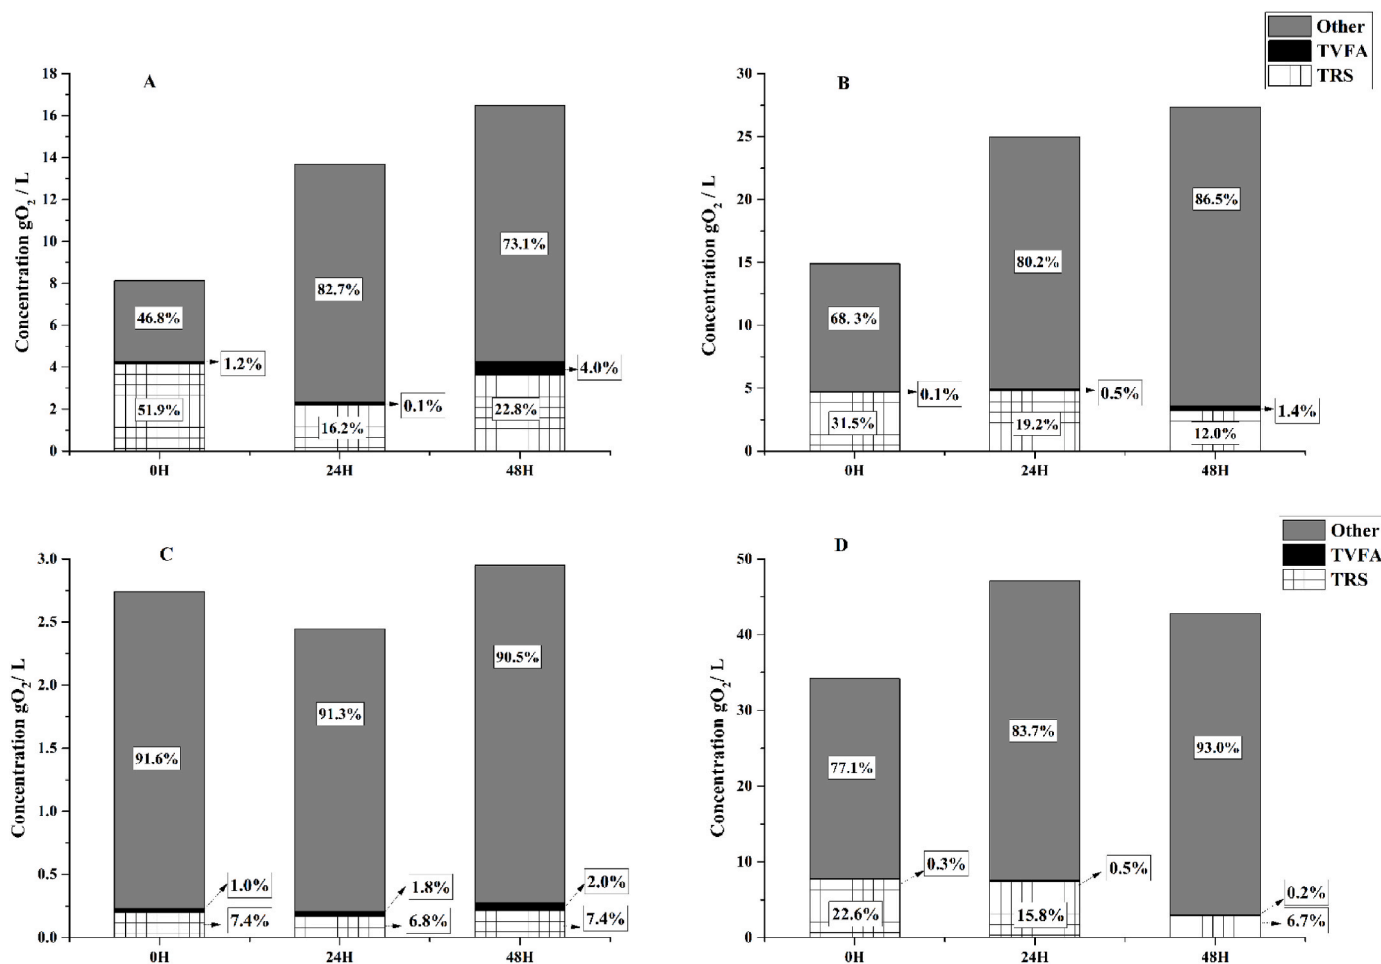 Other
TVFA
TRS
A
Concentration gO2 / L
18
16
14
12
10
8
6
4
2
0
46.8%
1.2%
51.9%
82.7%
0.1%
16.2%
73.1%
4.0%
22.8%
0H
24H
48H
B
Concentration gO2 / L
30
25
20
15
10
5
0
68.3%
0.1%
31.5%
80.2%
0.5%
19.2%
86.5%
1.4%
12.0%
0H
24H
48H
C
Concentration gO2/ L
3.0
2.5
2.0
1.5
1.0
0.5
0.0
91.6%
1.0%
7.4%
91.3%
1.8%
6.8%
90.5%
2.0%
7.4%
0H
24H
48H
Other
TVFA
TRS
D
Concentration gO2/ L
50
40
30
20
10
0
77.1%
0.3%
22.6%
83.7%
0.5%
15.8%
93.0%
0.2%
6.7%
0H
24H
48H